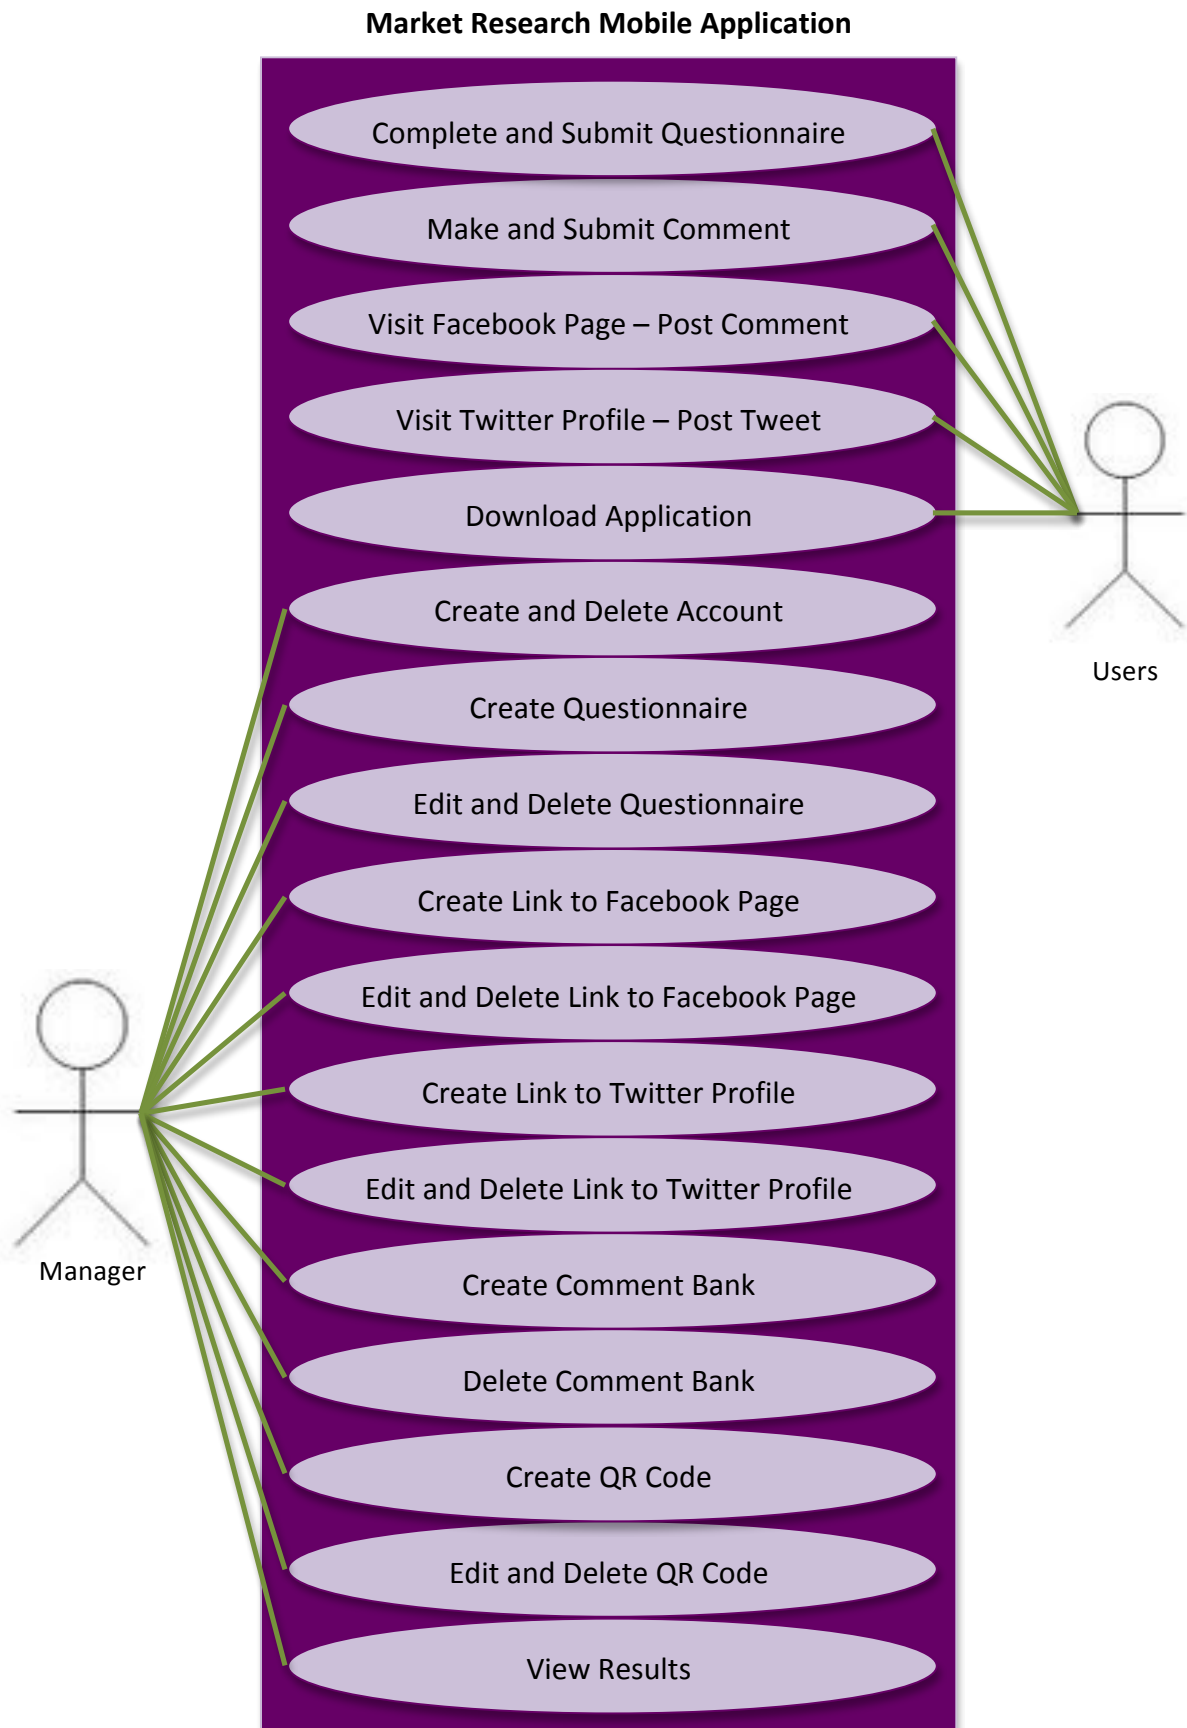 Market Research Mobile Application
Complete and Submit Questionnaire
Make and Submit Comment
Visit Facebook Page – Post Comment
Visit Twitter Profile – Post Tweet
Download Application
Create and Delete Account
Users
Create Questionnaire
Edit and Delete Questionnaire
Create Link to Facebook Page
Edit and Delete Link to Facebook Page
Create Link to Twitter Profile
Edit and Delete Link to Twitter Profile
Manager
Create Comment Bank
Delete Comment Bank
Create QR Code
Edit and Delete QR Code
View Results